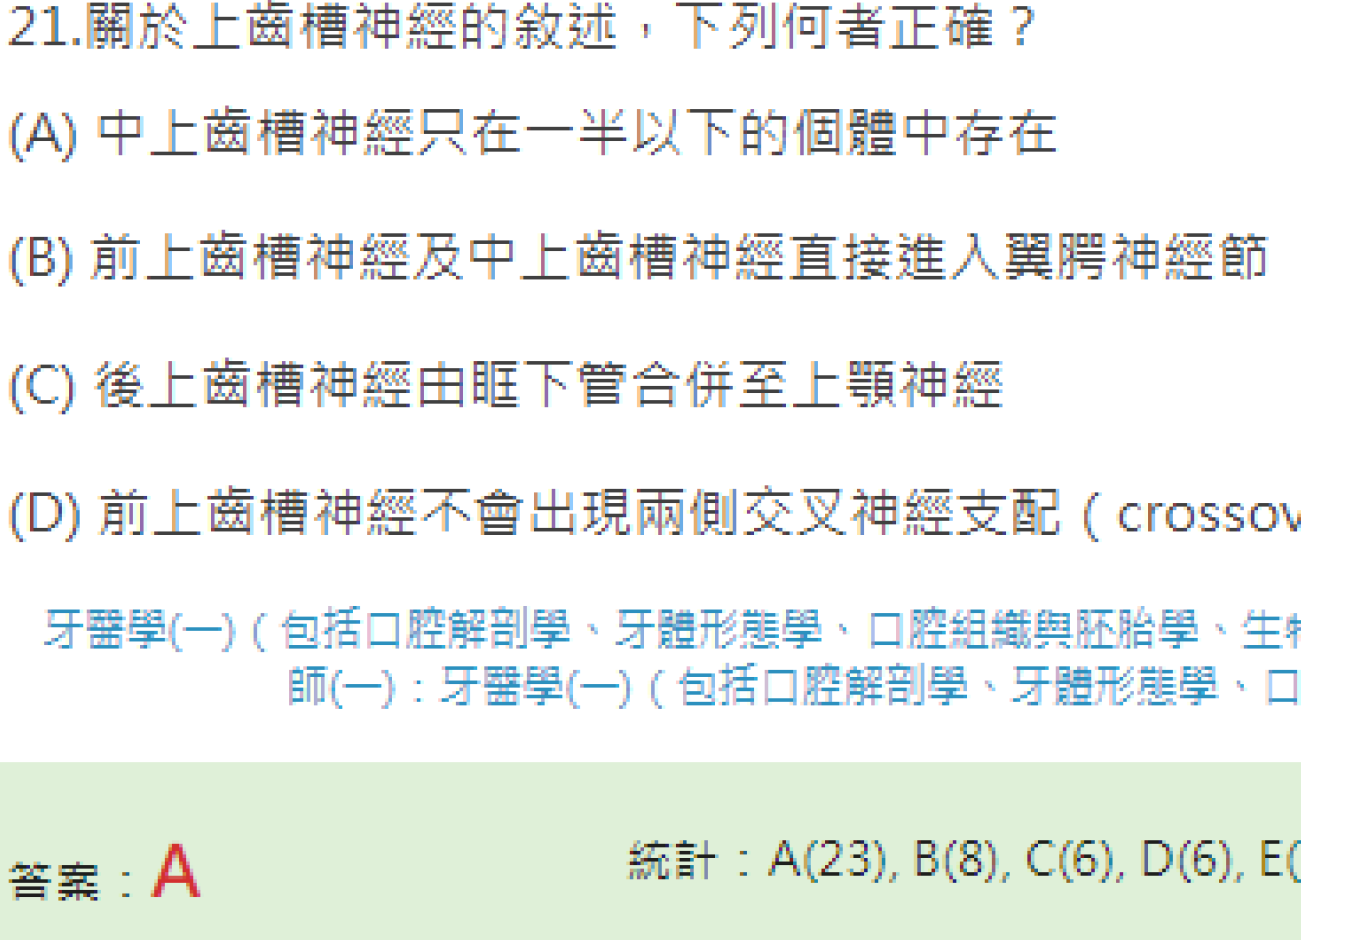 21.關於上齒槽神經的敘述，下列何者正確？
(A) 中上齒槽神經只在一半以下的個體中存在
(B) 前上齒槽神經及中上齒槽神經直接進入翼腭神經節
(C) 後上齒槽神經由眶下管合併至上顎神經
(D) 前上齒槽神經不會出現兩側交叉神經支配（crossov
牙醫學(一)（包括口腔解剖學、牙體形態學、口腔組織與胚胎學、生
師(一)：牙醫學(一)（包括口腔解剖學、牙體形態學、口
答案：A
統計：A(23), B(8), C(6), D(6), E(